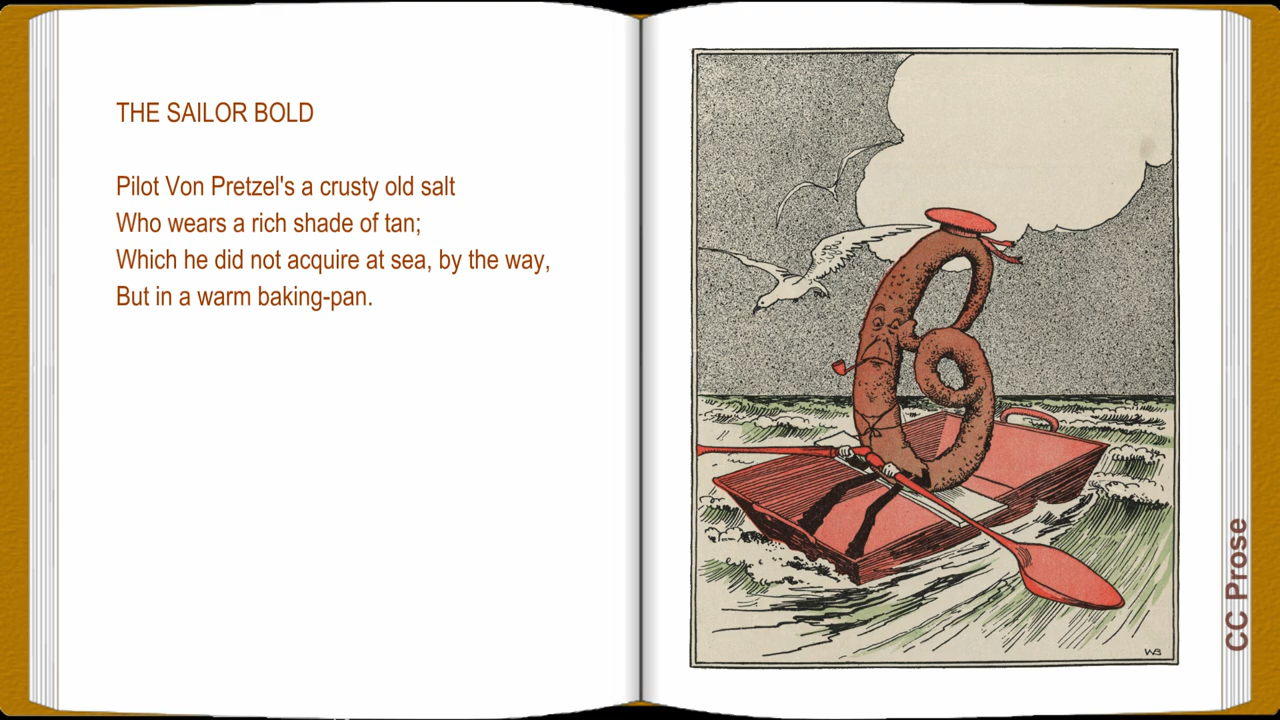 THE SAILOR BOLD
Pilot Von Pretzel's a crusty old salt
Who wears a rich shade of tan;
Which he did not acquire at sea, by the way,
But in a warm baking-pan.
WB
CC Prose